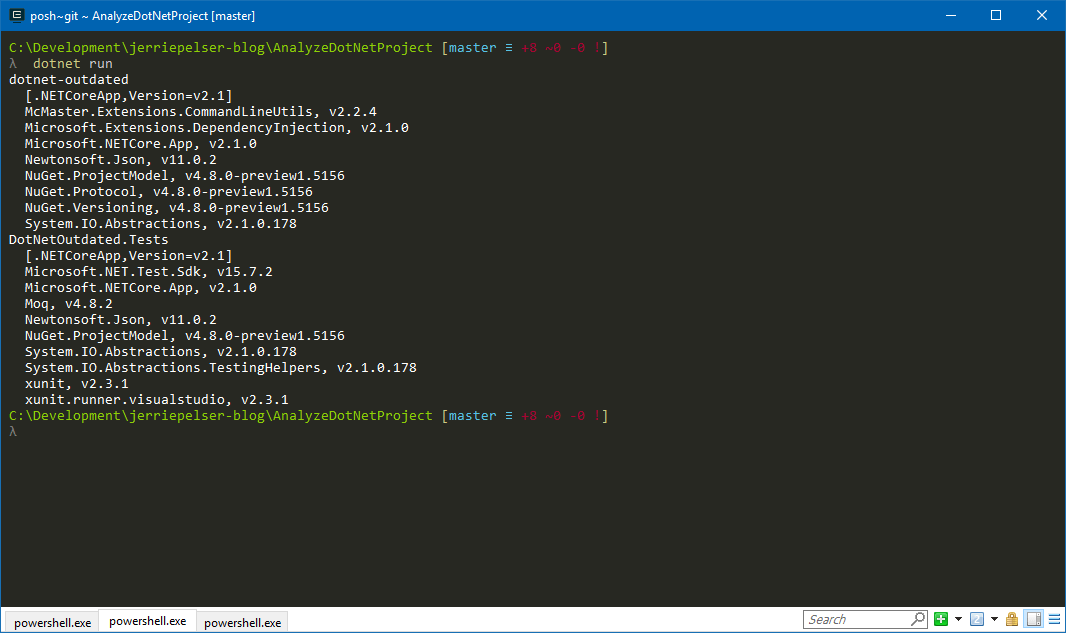 posh~git ~ AnalyzeDotNetProject [master]
C:\Development\jerriepelser-blog\AnalyzeDotNetProject [master ≡ +8 ~0 -0 !]
λ  dotnet run
dotnet-outdated
  [.NETCoreApp,Version=v2.1]
  McMaster.Extensions.CommandLineUtils, v2.2.4
  Microsoft.Extensions.DependencyInjection, v2.1.0
  Microsoft.NETCore.App, v2.1.0
  Newtonsoft.Json, v11.0.2
  NuGet.ProjectModel, v4.8.0-preview1.5156
  NuGet.Protocol, v4.8.0-preview1.5156
  NuGet.Versioning, v4.8.0-preview1.5156
  System.IO.Abstractions, v2.1.0.178
DotNetOutdated.Tests
  [.NETCoreApp,Version=v2.1]
  Microsoft.NET.Test.Sdk, v15.7.2
  Microsoft.NETCore.App, v2.1.0
  Moq, v4.8.2
  Newtonsoft.Json, v11.0.2
  NuGet.ProjectModel, v4.8.0-preview1.5156
  System.IO.Abstractions, v2.1.0.178
  System.IO.Abstractions.TestingHelpers, v2.1.0.178
  xunit, v2.3.1
  xunit.runner.visualstudio, v2.3.1
C:\Development\jerriepelser-blog\AnalyzeDotNetProject [master ≡ +8 ~0 -0 !]
λ
powershell.exe powershell.exe powershell.exe Search